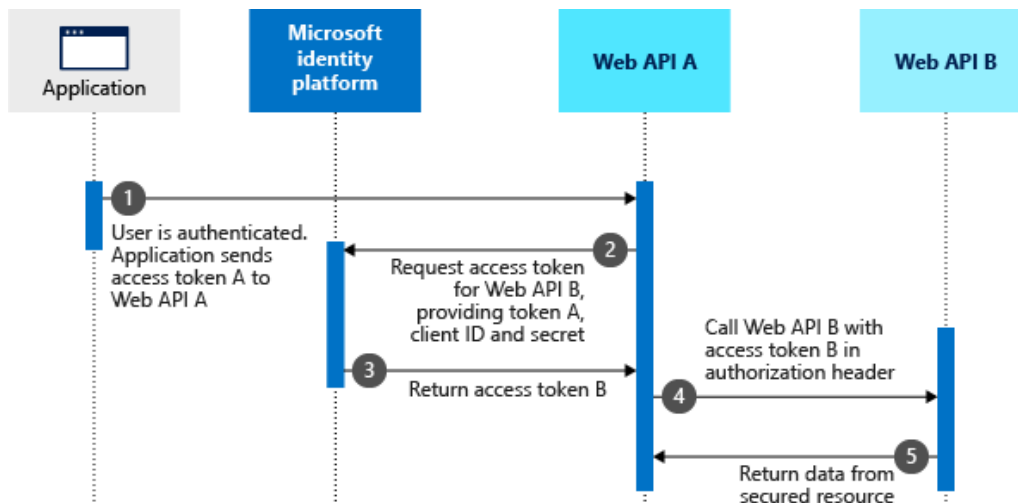 Application
Microsoft
identity
platform
Web API A
Web API B
1
User is authenticated.
Application sends
access token A to
Web API A
2
Request access token
for Web API B,
providing token A,
client ID and secret
3
Return access token B
Call Web API B with
access token B in
authorization header
4
5
Return data from
secured resource